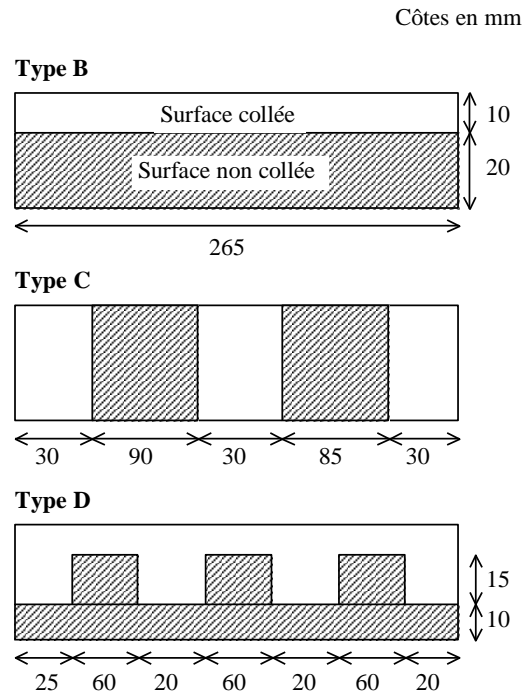 Côtes en mm
Type B
Surface collée
10
Surface non collée
20
265
Type C
30 90 30 85 30
Type D
15
10
25 60 20 60 20 60 20